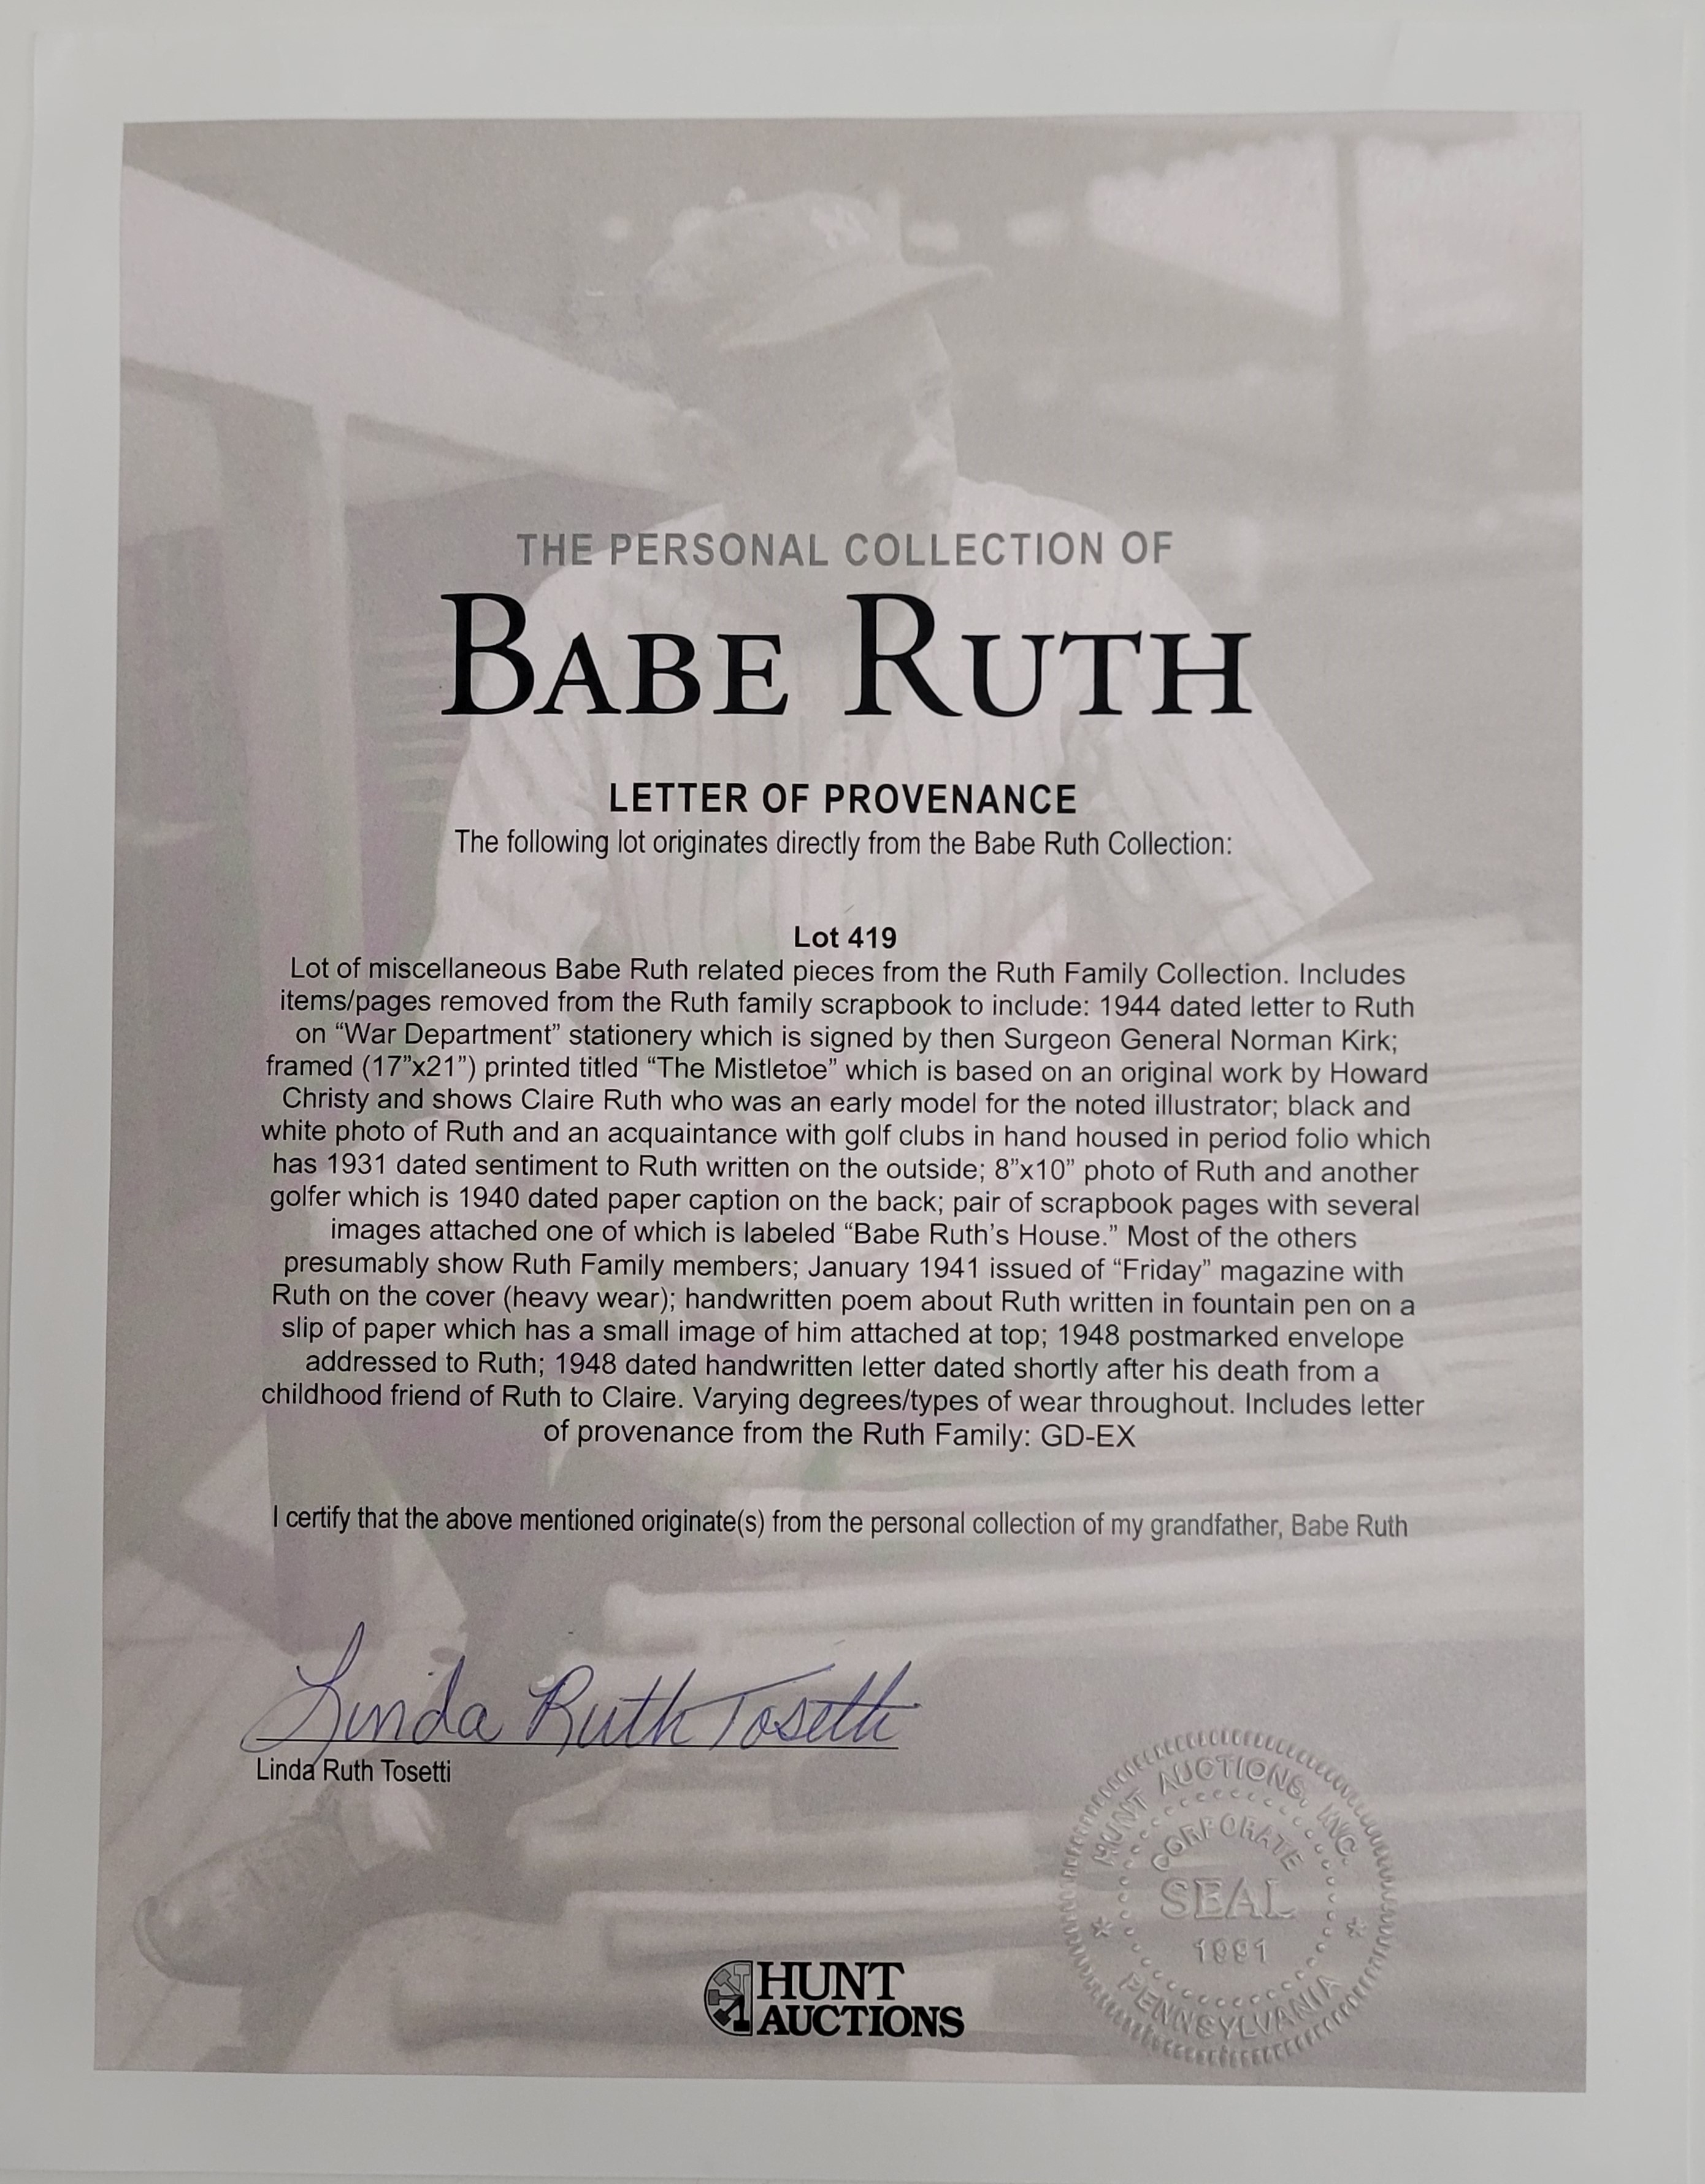 THE PERSONAL COLLECTION OF
BABE RUTH
LETTER OF PROVENANCE
The following lot originates directly from the Babe Ruth Collection:
Lot 419
Lot of miscellaneous Babe Ruth related pieces from the Ruth Family Collection. Includes
items/pages removed from the Ruth family scrapbook to include: 1944 dated letter to Ruth
on “War Department” stationery which is signed by then Surgeon General Norman Kirk;
framed (17”x21”) printed titled “The Mistletoe” which is based on an original work by Howard
Christy and shows Claire Ruth who was an early model for the noted illustrator; black and
white photo of Ruth and an acquaintance with golf clubs in hand housed in period folio which
has 1931 dated sentiment to Ruth written on the outside; 8”x10” photo of Ruth and another
golfer which is 1940 dated paper caption on the back; pair of scrapbook pages with several
images attached one of which is labeled “Babe Ruth’s House.” Most of the others
presumably show Ruth Family members; January 1941 issued of “Friday” magazine with
Ruth on the cover (heavy wear); handwritten poem about Ruth written in fountain pen on a
slip of paper which has a small image of him attached at top; 1948 postmarked envelope
addressed to Ruth; 1948 dated handwritten letter dated shortly after his death from a
childhood friend of Ruth to Claire. Varying degrees/types of wear throughout. Includes letter
of provenance from the Ruth Family: GD-EX
I certify that the above mentioned originate(s) from the personal collection of my grandfather, Babe Ruth
Linda Ruth Tosetti
Linda Ruth Tosetti
HUNT AUCTIONS, INC.
CORPORATE
SEAL
1991
PENNSYLVANIA
HUNT
AUCTIONS
NY